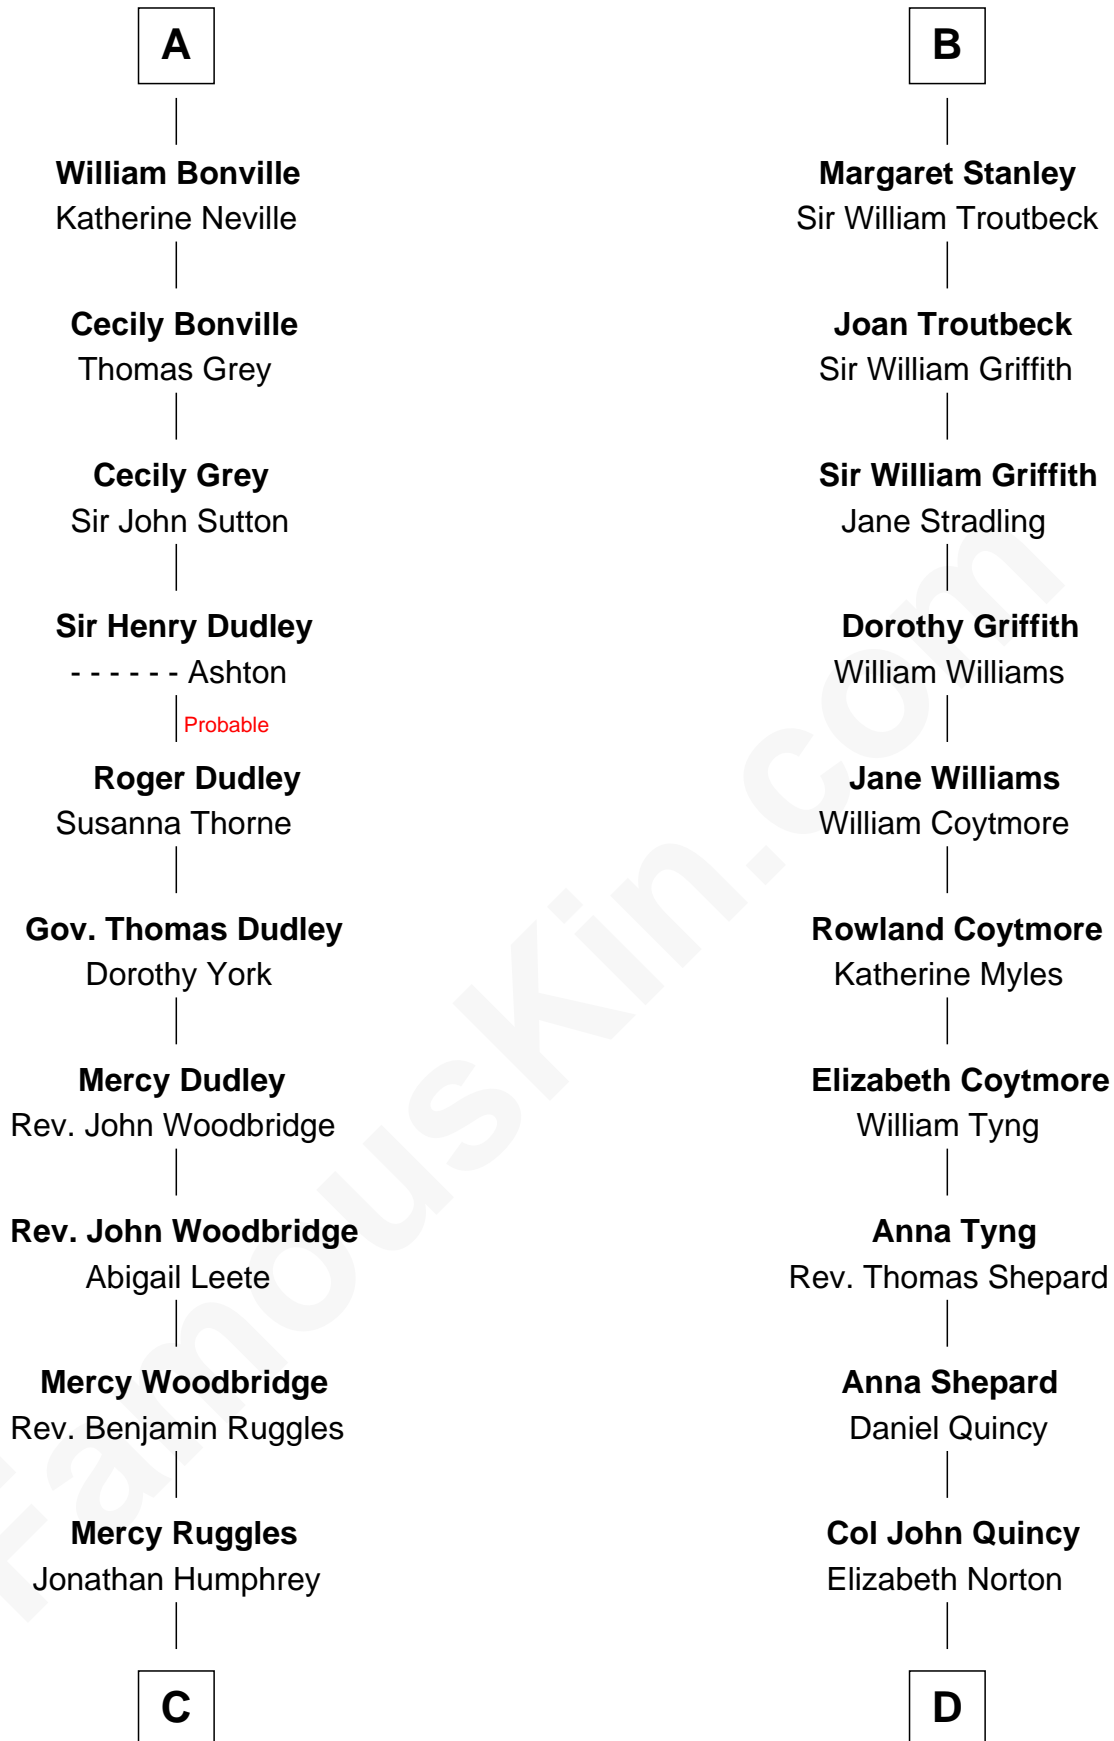 A
William Bonville
Katherine Neville
Cecily Bonville
Thomas Grey
Cecily Grey
Sir John Sutton
Sir Henry Dudley
- - - - - - Ashton
Probable
Roger Dudley
Susanna Thorne
Gov. Thomas Dudley
Dorothy York
Mercy Dudley
Rev. John Woodbridge
Rev. John Woodbridge
Abigail Leete
Mercy Woodbridge
Rev. Benjamin Ruggles
Mercy Ruggles
Jonathan Humphrey
C
B
Margaret Stanley
Sir William Troutbeck
Joan Troutbeck
Sir William Griffith
Sir William Griffith
Jane Stradling
Dorothy Griffith
William Williams
Jane Williams
William Coytmore
Rowland Coytmore
Katherine Myles
Elizabeth Coytmore
William Tyng
Anna Tyng
Rev. Thomas Shepard
Anna Shepard
Daniel Quincy
Col John Quincy
Elizabeth Norton
D
FamousKin.com